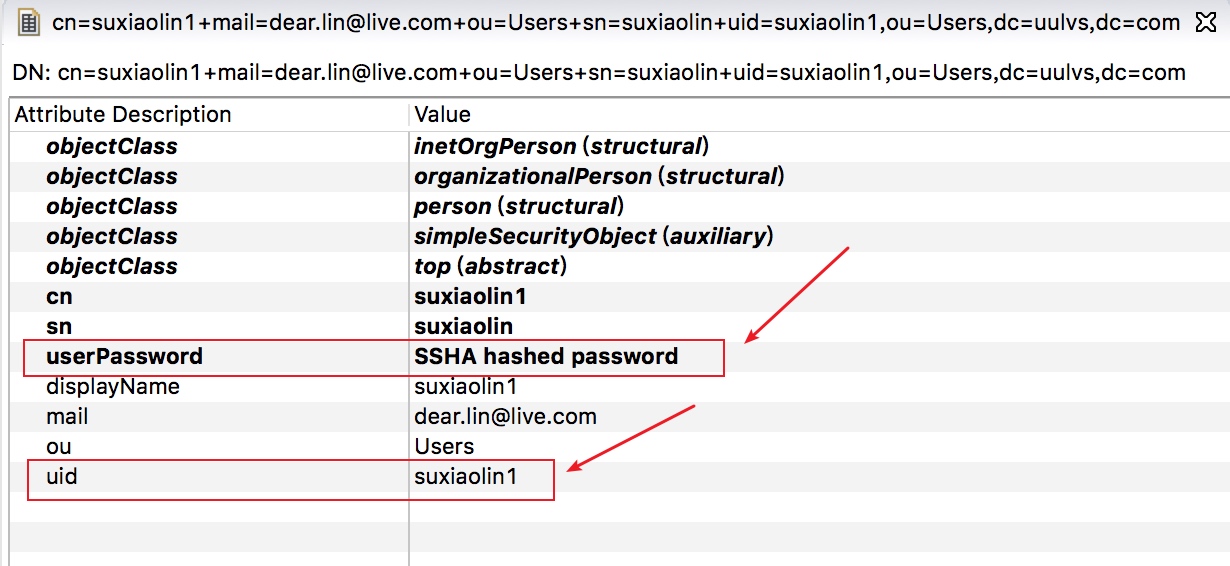 cn=suxiaolin1+mail=dear.lin@live.com+ou=Users+sn=suxiaolin+uid=suxiaolin1,ou=Users,dc=uulvs,dc=com
DN: cn=suxiaolin1+mail=dear.lin@live.com+ou=Users+sn=suxiaolin+uid=suxiaolin1,ou=Users,dc=uulvs,dc=com
Attribute Description Value
objectClass inetOrgPerson (structural)
objectClass organizationalPerson (structural)
objectClass person (structural)
objectClass simpleSecurityObject (auxiliary)
objectClass top (abstract)
cn suxiaolin1
sn suxiaolin
userPassword SSHA hashed password
displayName suxiaolin1
mail dear.lin@live.com
ou Users
uid suxiaolin1